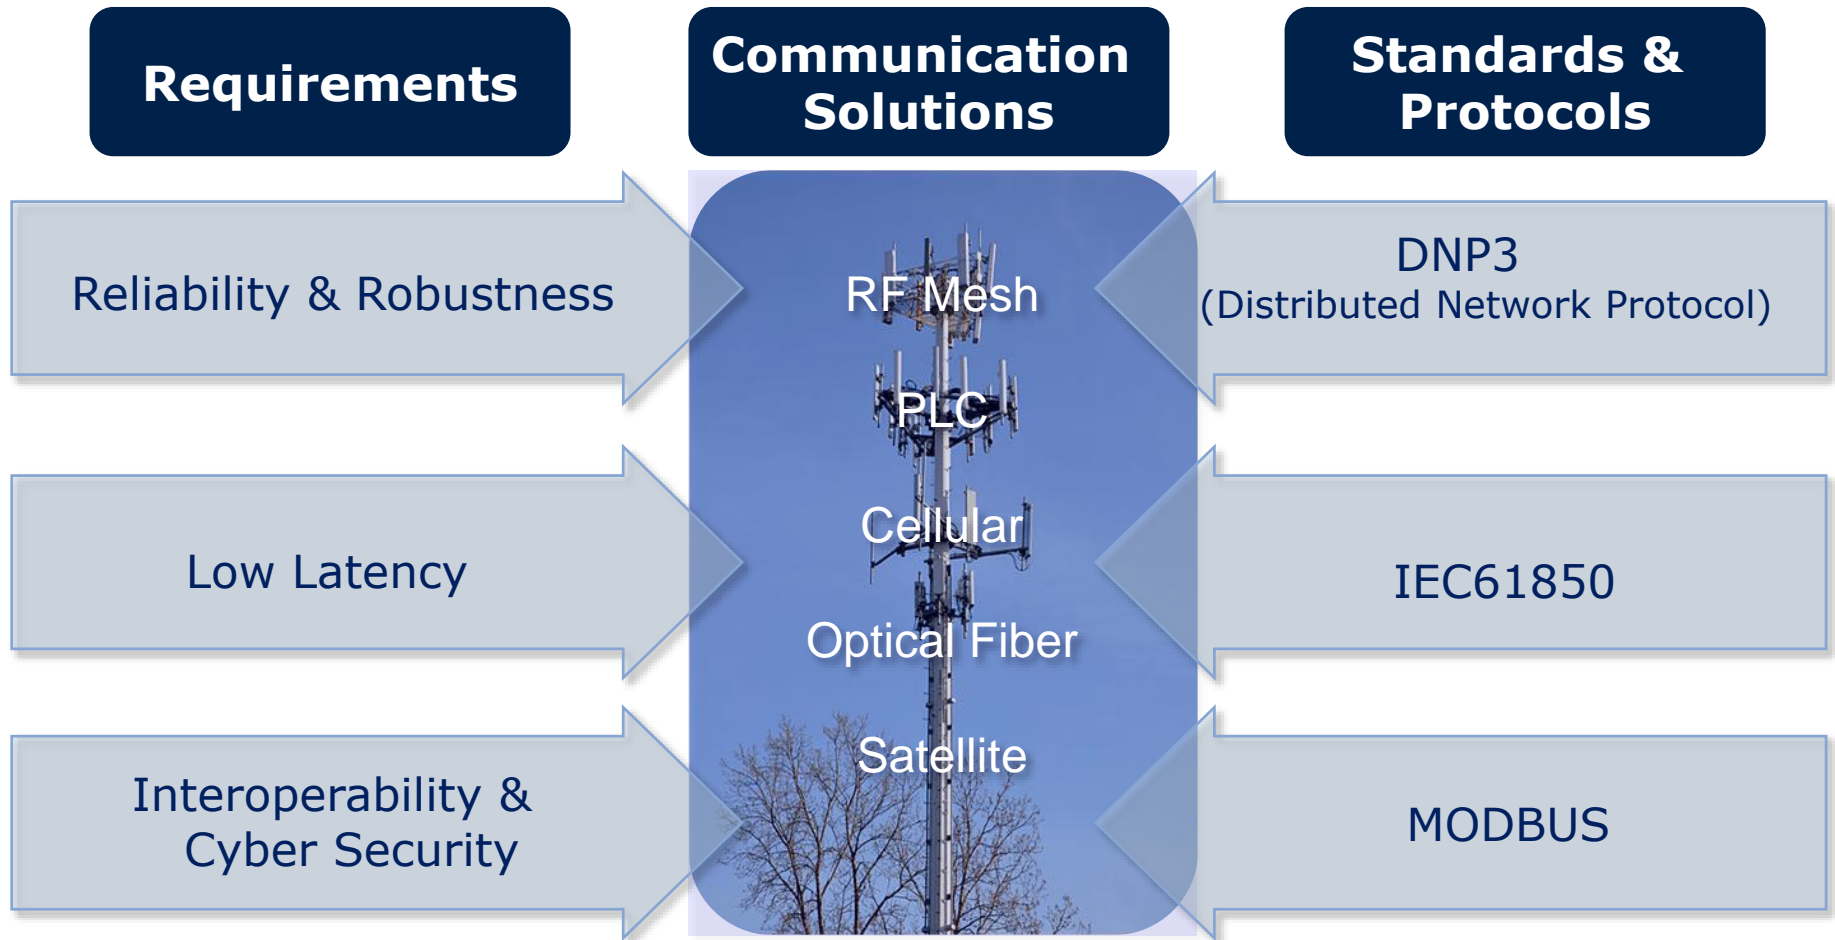 Requirements
Communication
Solutions
Standards &
Protocols
Reliability & Robustness
Low Latency
Interoperability &
Cyber Security
RF Mesh
PLC
Cellular
Optical Fiber
Satellite
DNP3
(Distributed Network Protocol)
IEC61850
MODBUS